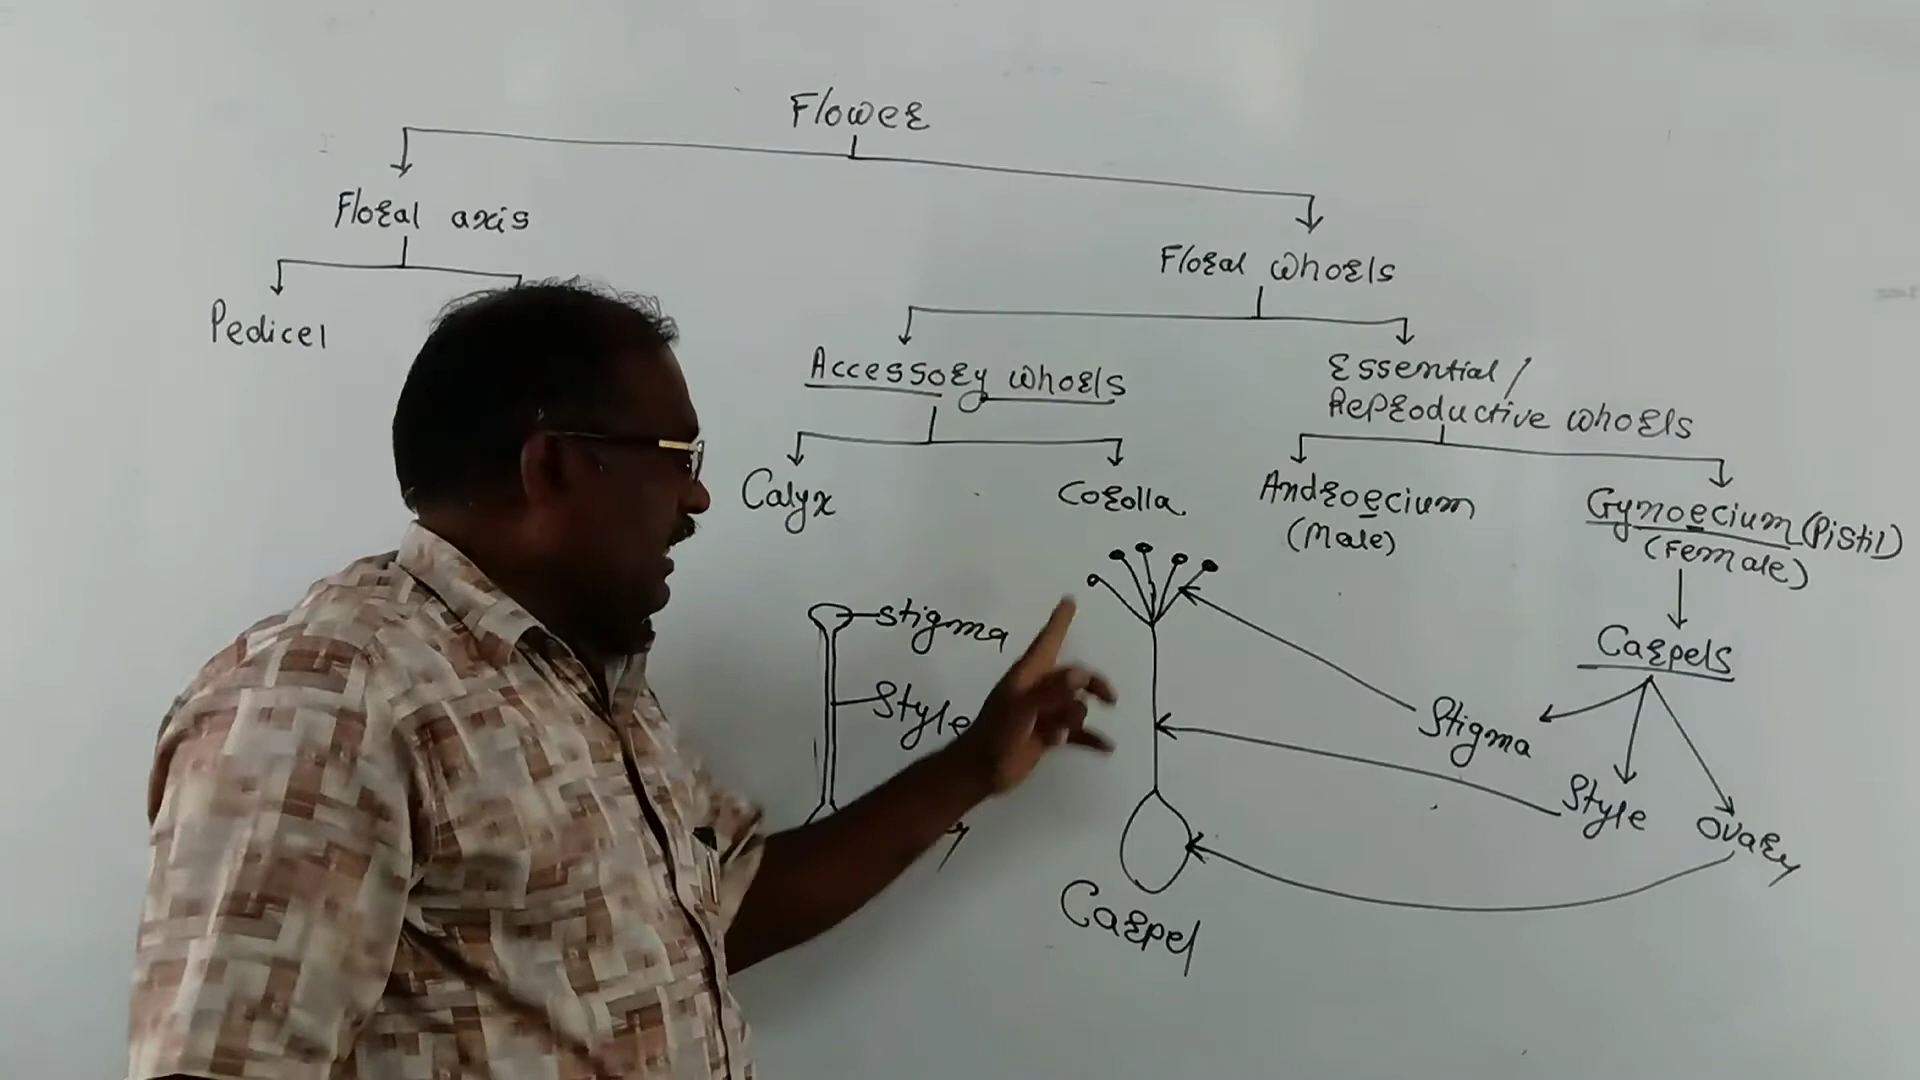 Flower
Floral axis
Floral whorls
Pedicel
Accessory whorls
Essential /
Reproductive whorls
Calyx
Corolla
Androecium
(Male)
Gynoecium (Pistil)
(Female)
Carpels
Stigma
Style
Ovary
stigma
Style
Carpel